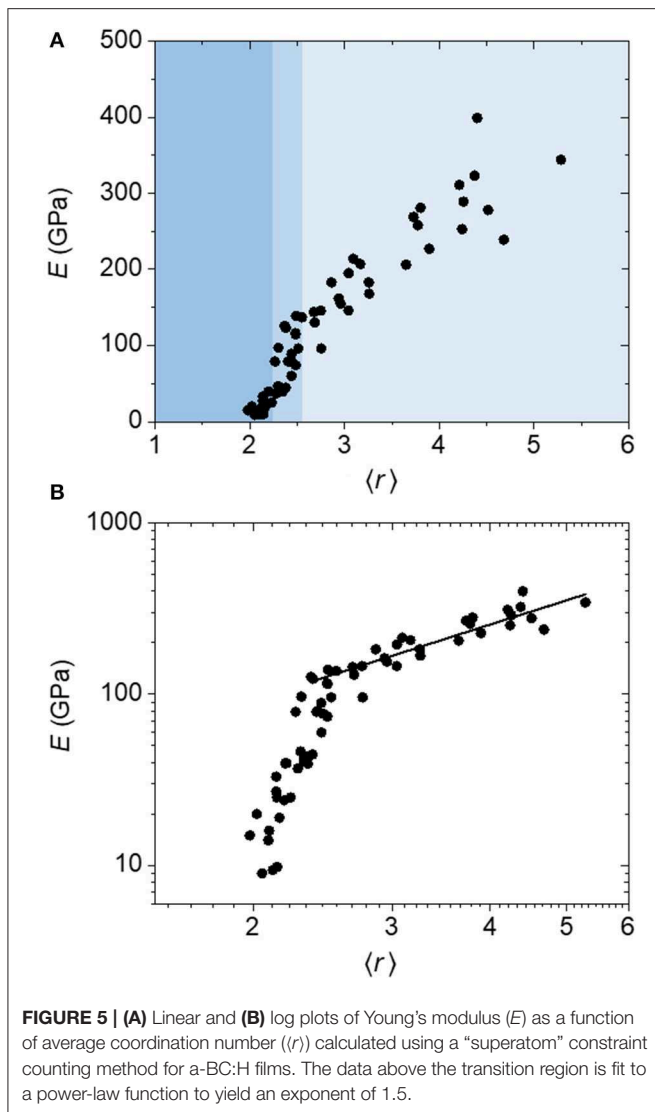 A
500
400
300
200
100
0
E (GPa)
1 2 3 4 5 6
⟨r⟩
B
1000
100
10
E (GPa)
2 3 4 5 6
⟨r⟩
FIGURE 5 | (A) Linear and (B) log plots of Young's modulus (E) as a function
of average coordination number (⟨r⟩) calculated using a "superatom" constraint
counting method for a-BC:H films. The data above the transition region is fit to
a power-law function to yield an exponent of 1.5.